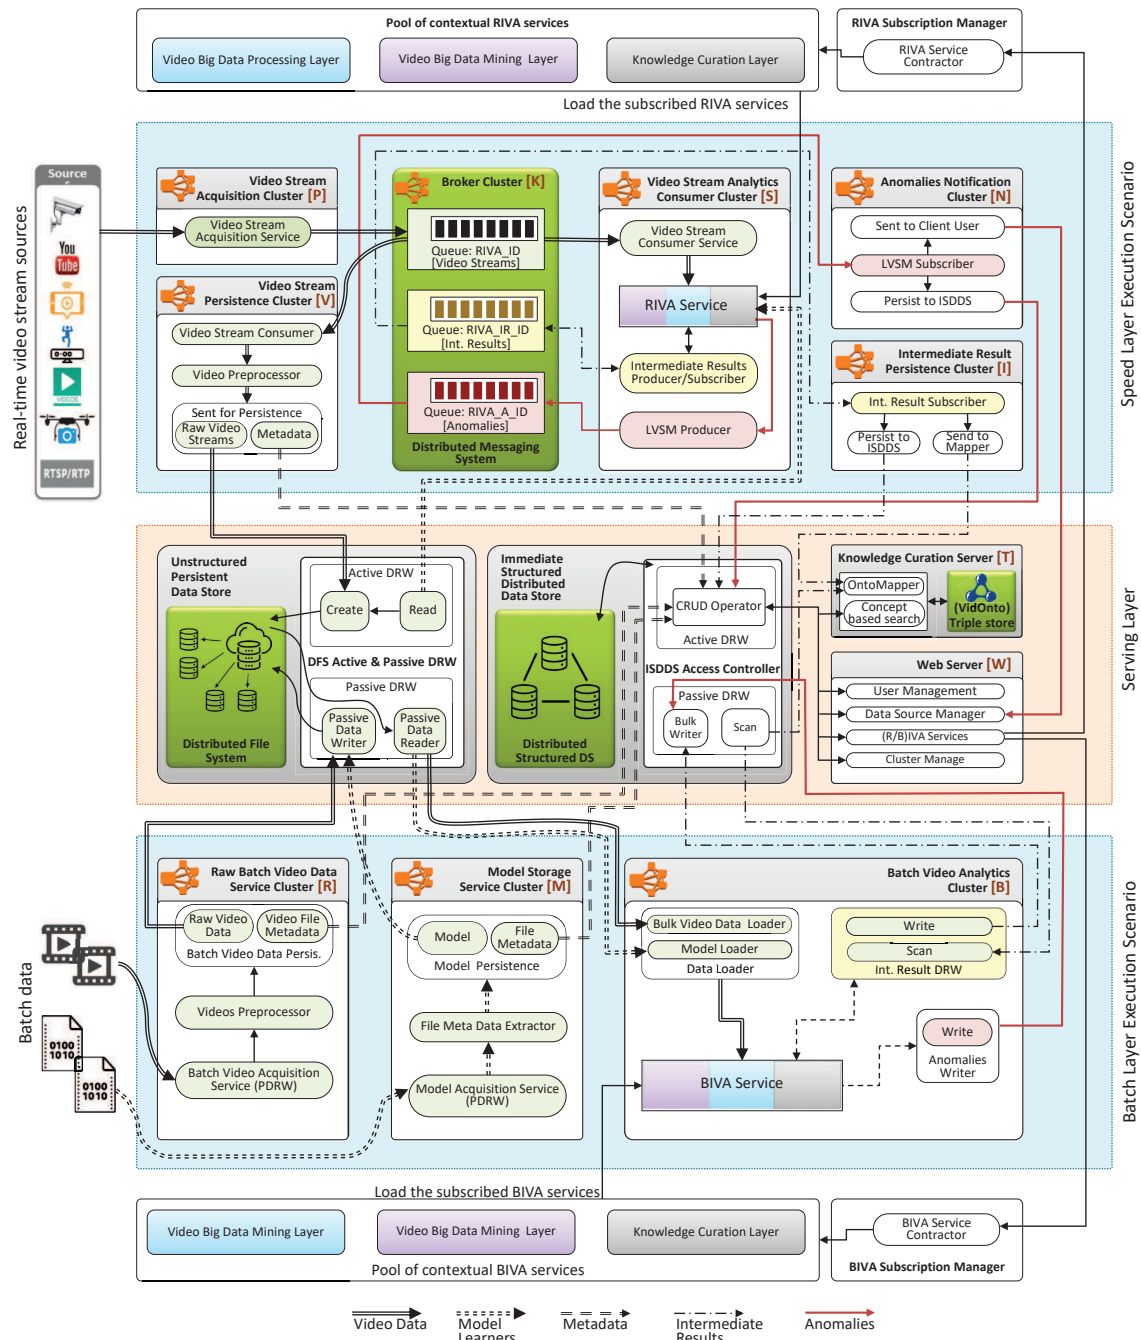 Pool of contextual RIVA services
Video Big Data Processing Layer
Video Big Data Mining Layer
Knowledge Curation Layer
RIVA Subscription Manager
RIVA Service
Contractor
Load the subscribed RIVA services
Speed Layer Execution Scenario
Real-time video stream sources
Source
You
Tube
VIDEOS
RTSP/RTP
Video Stream
Acquisition Cluster [P]
Video Stream
Acquisition Service
Video Stream
Persistence Cluster [V]
Video Stream Consumer
Video Preprocessor
Sent for Persistence
Raw Video
Streams
Metadata
Broker Cluster [K]
Queue: RIVA_ID
[Video Streams]
Queue: RIVA_IR_ID
[Int. Results]
Queue: RIVA_A_ID
[Anomalies]
Distributed Messaging
System
Video Stream Analytics
Consumer Cluster [S]
Video Stream
Consumer Service
RIVA Service
Intermediate Results
Producer/Subscriber
LVSM Producer
Anomalies Notification
Cluster [N]
Sent to Client User
LVSM Subscriber
Persist to ISDDS
Intermediate Result
Persistence Cluster [I]
Int. Result Subscriber
Persist to
ISDDS
Send to
Mapper
Serving Layer
Unstructured
Persistent
Data Store
Distributed File
System
Active DRW
Create
Read
DFS Active & Passive DRW
Passive DRW
Passive
Data
Writer
Passive
Data
Reader
Immediate
Structured
Distributed
Data Store
Distributed
Structured DS
CRUD Operator
Active DRW
ISDDS Access Controller
Passive DRW
Bulk
Writer
Scan
Knowledge Curation Server [T]
OntoMapper
Concept
based search
(VidOnto)
Triple store
Web Server [W]
User Management
Data Source Manager
(R/B)IVA Services
Cluster Manage
Batch Layer Execution Scenario
Batch data
0100
1010
0100
1010
Raw Batch Video Data
Service Cluster [R]
Raw Video
Data
Video File
Metadata
Batch Video Data Persis.
Videos Preprocessor
Batch Video Acquisition
Service (PDRW)
Model Storage
Service Cluster [M]
Model
File
Metadata
Model Persistence
File Meta Data Extractor
Model Acquisition Service
(PDRW)
Batch Video Analytics
Cluster [B]
Bulk Video Data Loader
Model Loader
Data Loader
Write
Scan
Int. Result DRW
BIVA Service
Write
Anomalies
Writer
Load the subscribed BIVA services
Video Big Data Mining Layer
Video Big Data Mining Layer
Knowledge Curation Layer
Pool of contextual BIVA services
BIVA Service
Contractor
BIVA Subscription Manager
Video Data
Model
Learners
Metadata
Intermediate
Results
Anomalies